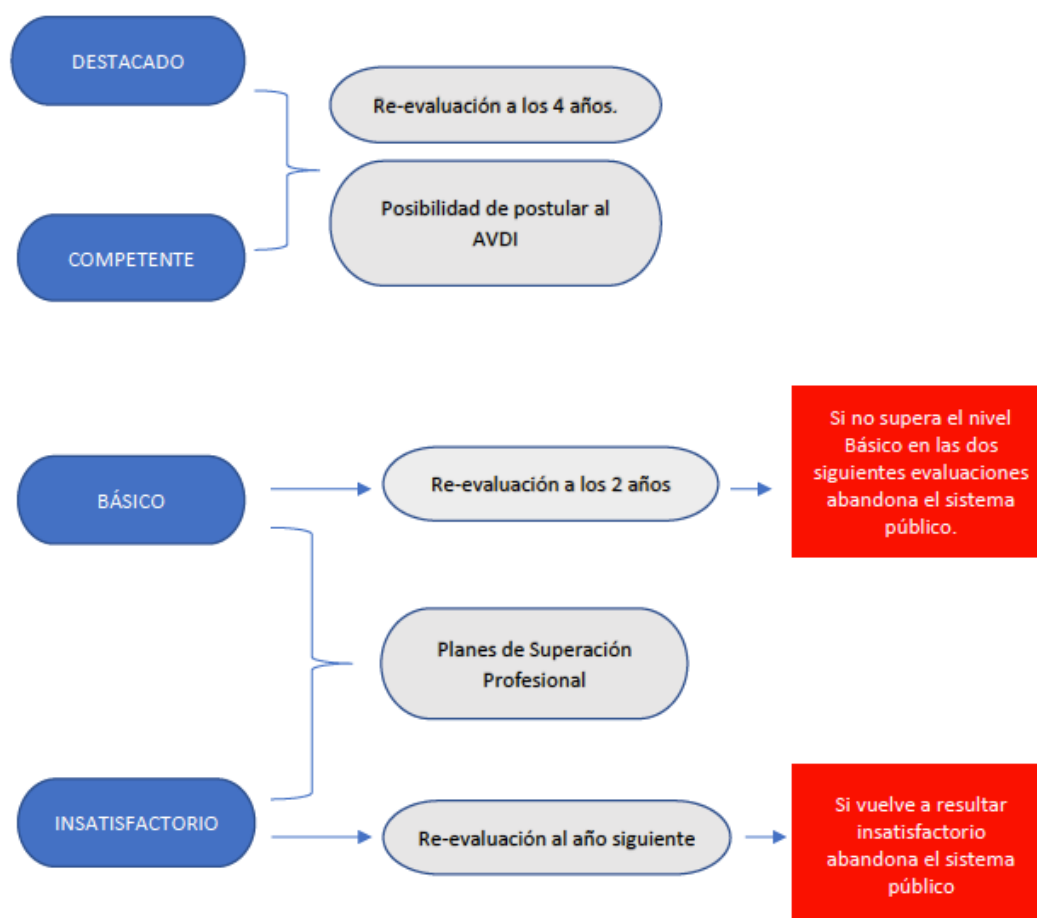 DESTACADO
Re-evaluación a los 4 años.
Posibilidad de postular al
AVDI
COMPETENTE
BÁSICO
Re-evaluación a los 2 años
Si no supera el nivel
Básico en las dos
siguientes evaluaciones
abandona el sistema
público.
Planes de Superación
Profesional
INSATISFACTORIO
Re-evaluación al año siguiente
Si vuelve a resultar
insatisfactorio
abandona el sistema
público